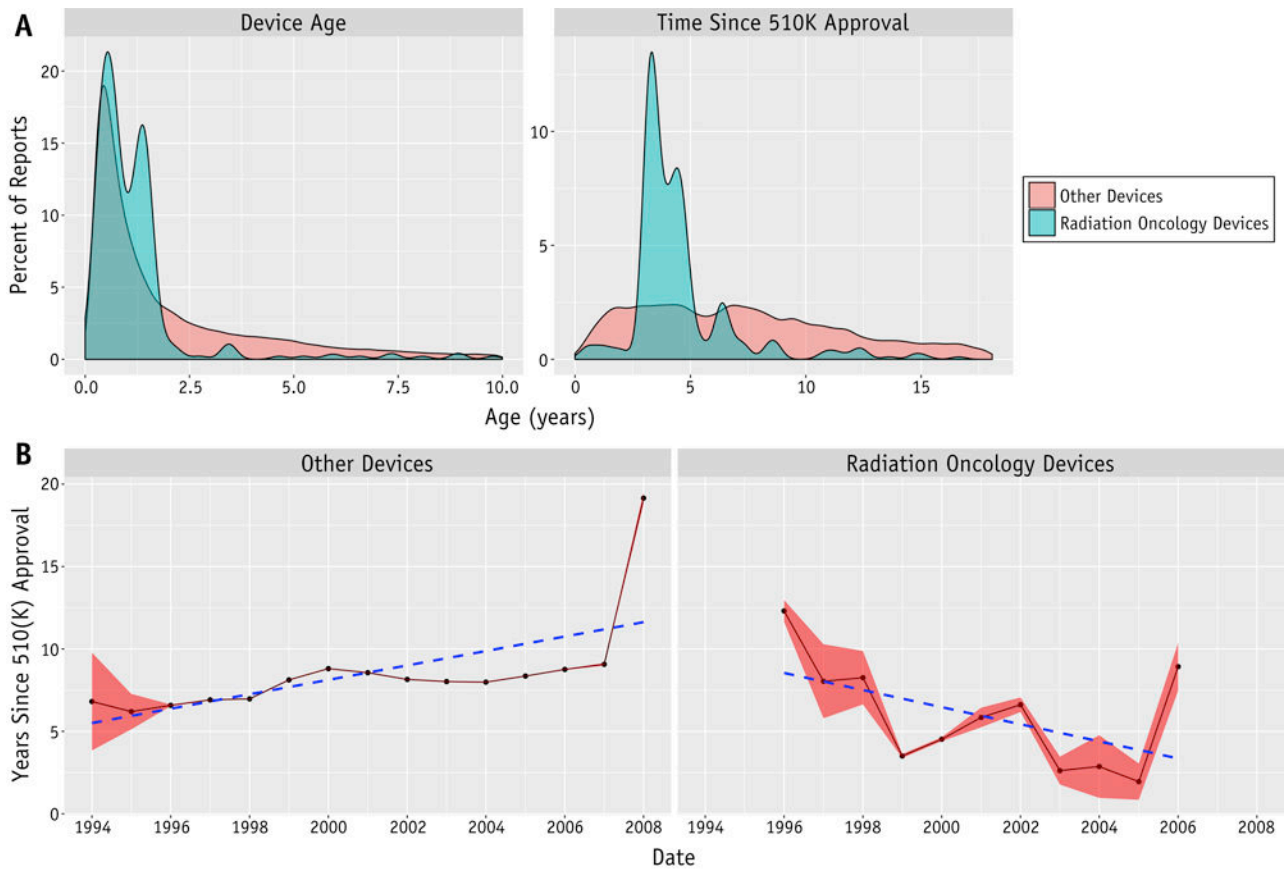 A
Device Age
Time Since 510K Approval
Percent of Reports
20
15
10
5
0
10
5
0
0.0 2.5 5.0 7.5 10.0
0 5 10 15
Age (years)
Other Devices
Radiation Oncology Devices
B
Other Devices
Radiation Oncology Devices
Years Since 510(K) Approval
20
15
10
5
0
1994 1996 1998 2000 2002 2004 2006 2008
1994 1996 1998 2000 2002 2004 2006 2008
Date